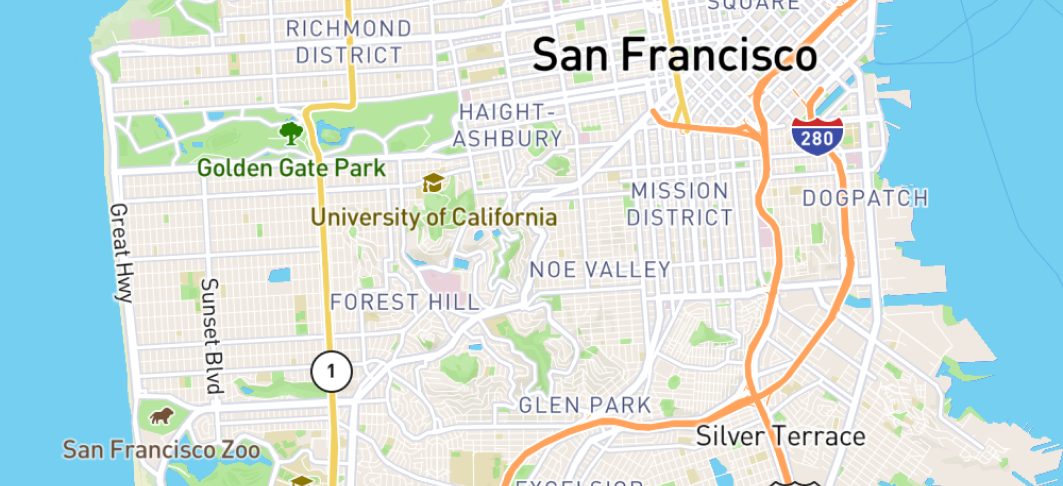 SQUARE
RICHMOND
DISTRICT
San Francisco
HAIGHT-
ASHBURY
280
Golden Gate Park
MISSION
DISTRICT
DOGPATCH
University of California
Great Hwy
NOE VALLEY
Sunset Blvd
FOREST HILL
1
GLEN PARK
Silver Terrace
San Francisco Zoo
EXCELSIOR